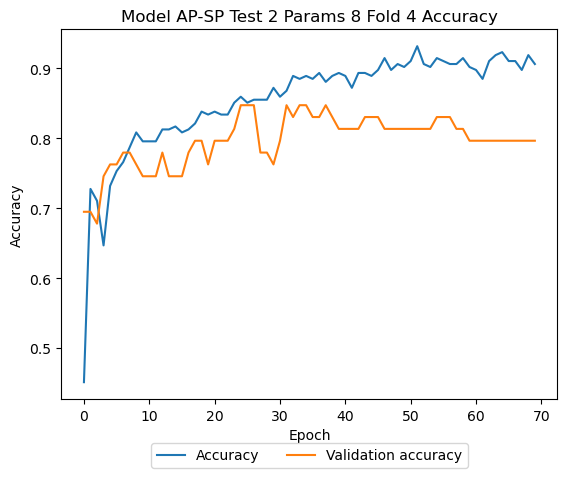 Model AP-SP Test 2 Params 8 Fold 4 Accuracy
Accuracy
0.9
0.8
0.7
0.6
0.5
0 10 20 30 40 50 60 70
Epoch
Accuracy Validation accuracy